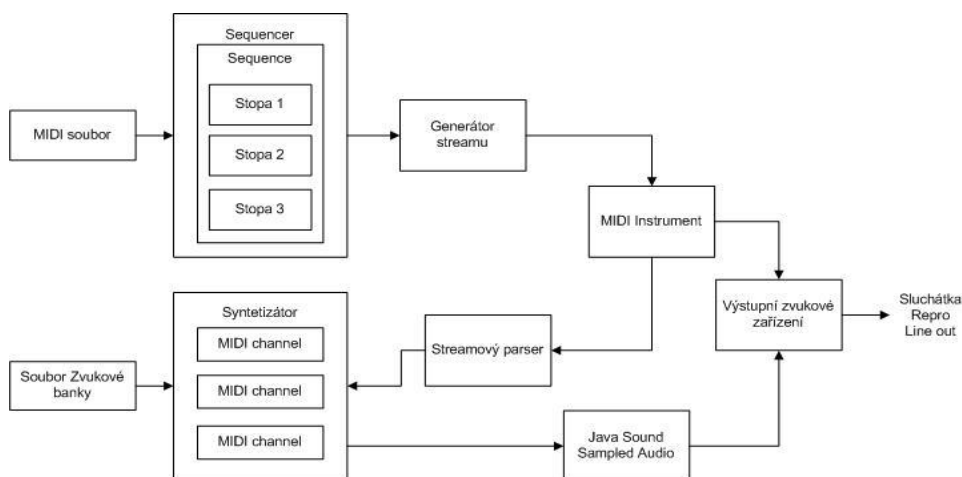 Sequencer
Sequence
Stopa 1
Stopa 2
Stopa 3
MIDI soubor
Generátor
streamu
MIDI Instrument
Výstupní zvukové
zařízení
Sluchátka
Repro
Line out
Syntetizátor
MIDI channel
MIDI channel
MIDI channel
Streamový parser
Soubor Zvukové
banky
Java Sound
Sampled Audio